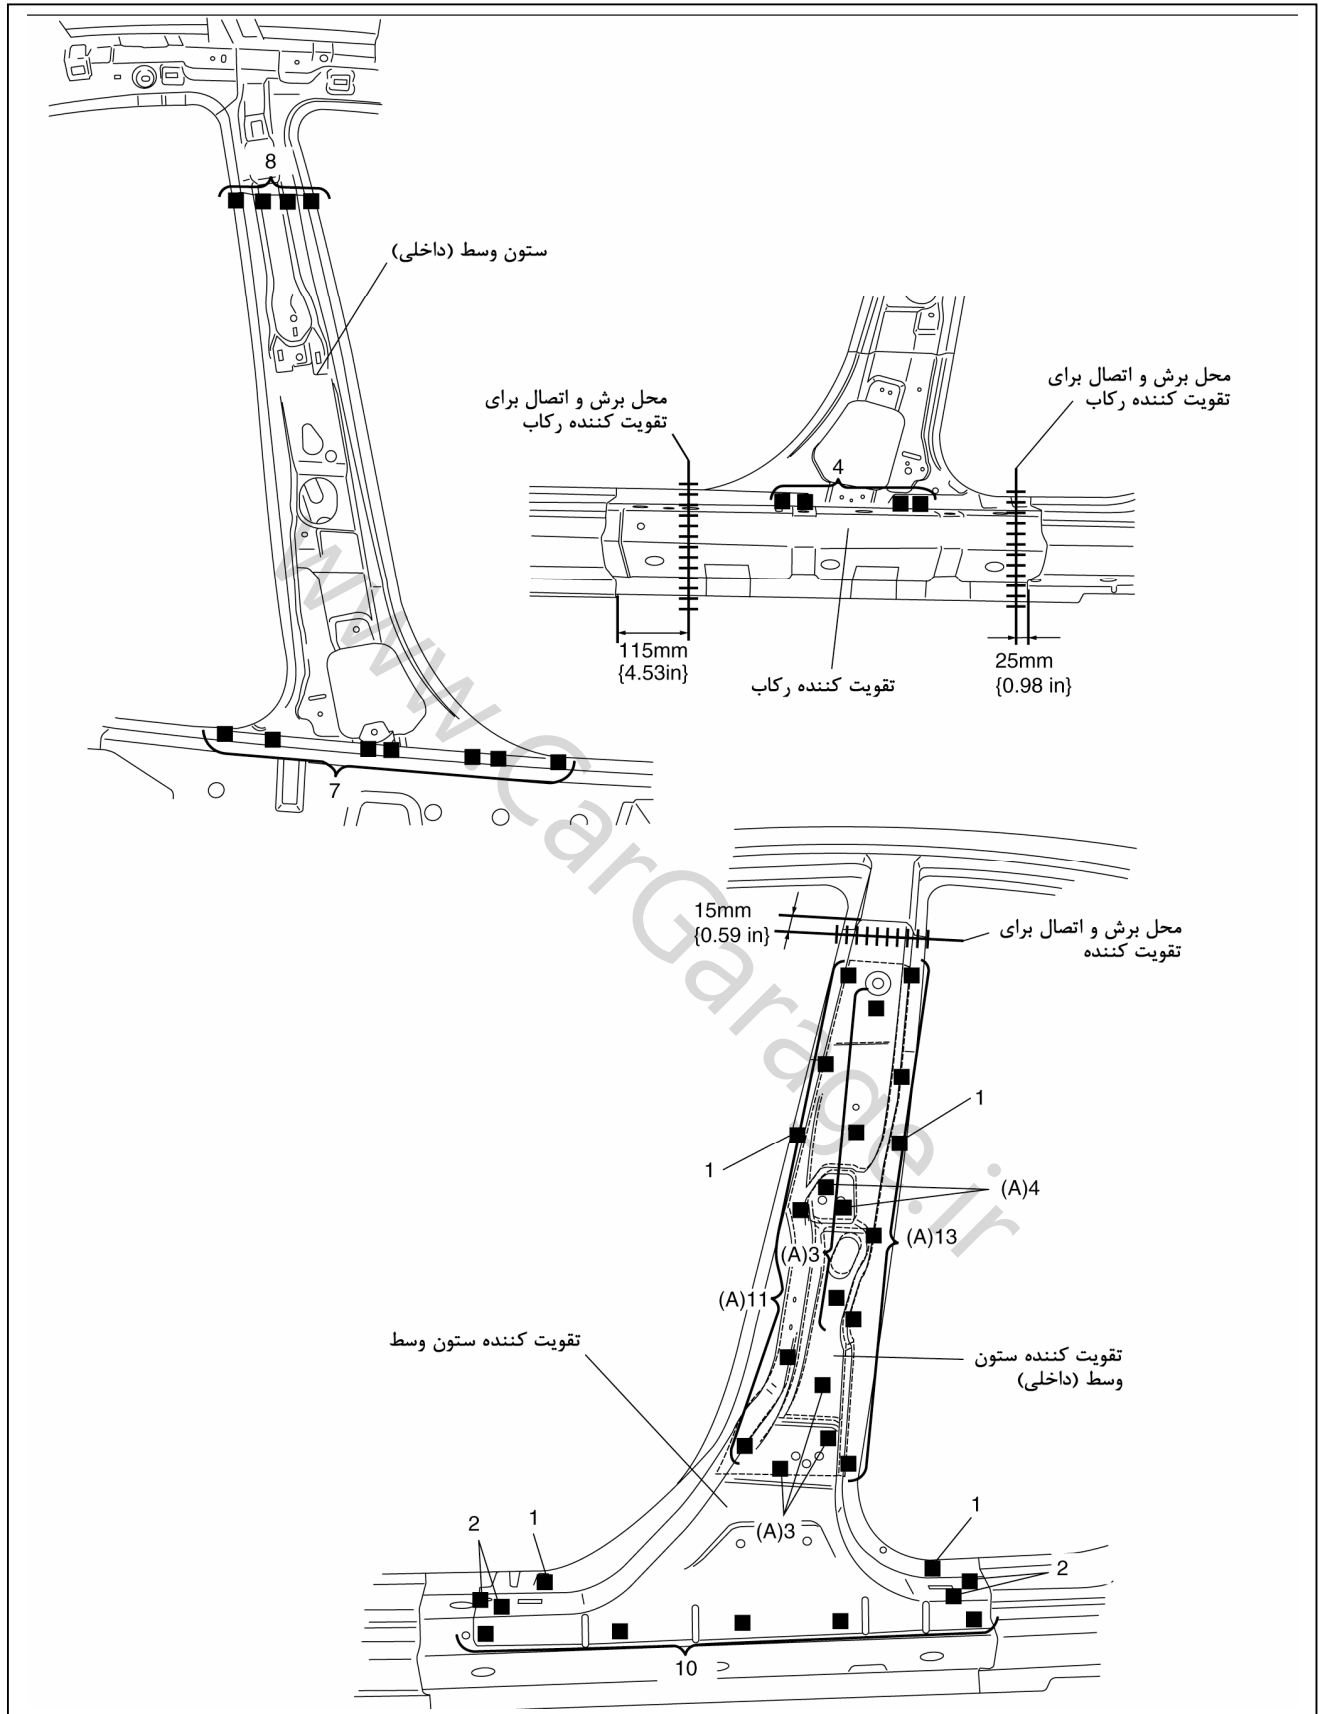 8
ستون وسط (داخلی)
محل برش و اتصال برای
تقویت کننده رکاب
محل برش و اتصال برای
تقویت کننده رکاب
4
115mm
{4.53in}
25mm
{0.98 in}
تقویت کننده رکاب
7
15mm
{0.59 in}
محل برش و اتصال برای
تقویت کننده
1
1
(A)4
(A)13
(A)3
(A)11
تقویت کننده ستون وسط
تقویت کننده ستون
وسط (داخلی)
(A)3
2
1
1
2
10
www.CarGarage.ir